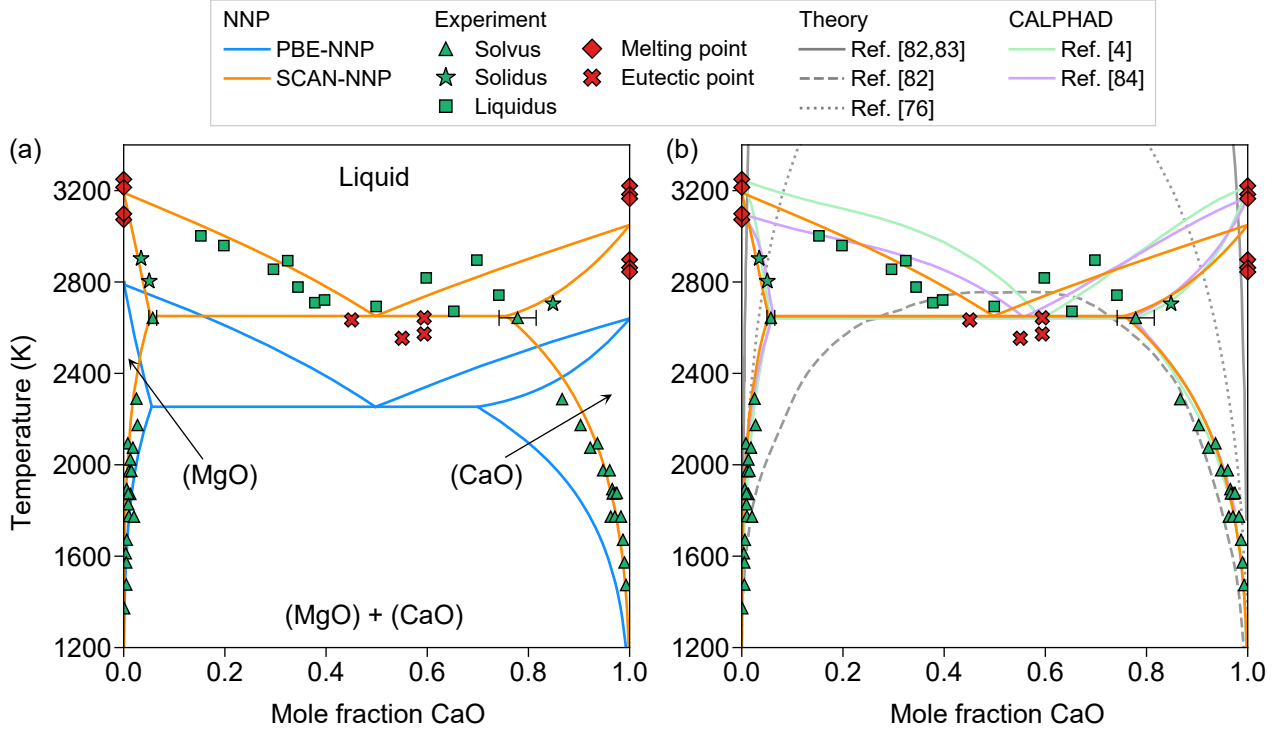 NNP
PBE-NNP
SCAN-NNP
Experiment
Solvus
Solidus
Liquidus
Melting point
Eutectic point
Theory
Ref. [82,83]
Ref. [82]
Ref. [76]
CALPHAD
Ref. [4]
Ref. [84]
(a)
Temperature (K)
3200
2800
2400
2000
1600
1200
Liquid
(MgO)
(CaO)
(MgO) + (CaO)
0.0 0.2 0.4 0.6 0.8 1.0
Mole fraction CaO
(b)
3200
2800
2400
2000
1600
1200
0.0 0.2 0.4 0.6 0.8 1.0
Mole fraction CaO